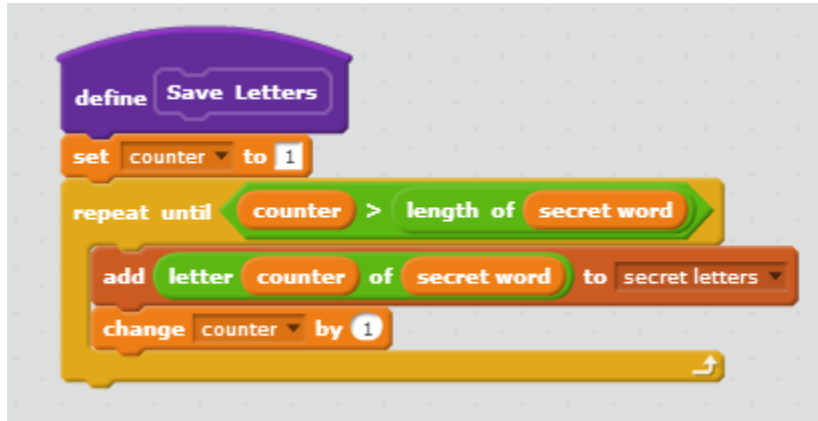 define Save Letters
set counter to 1
repeat until counter > length of secret word
add letter counter of secret word to secret letters
change counter by 1